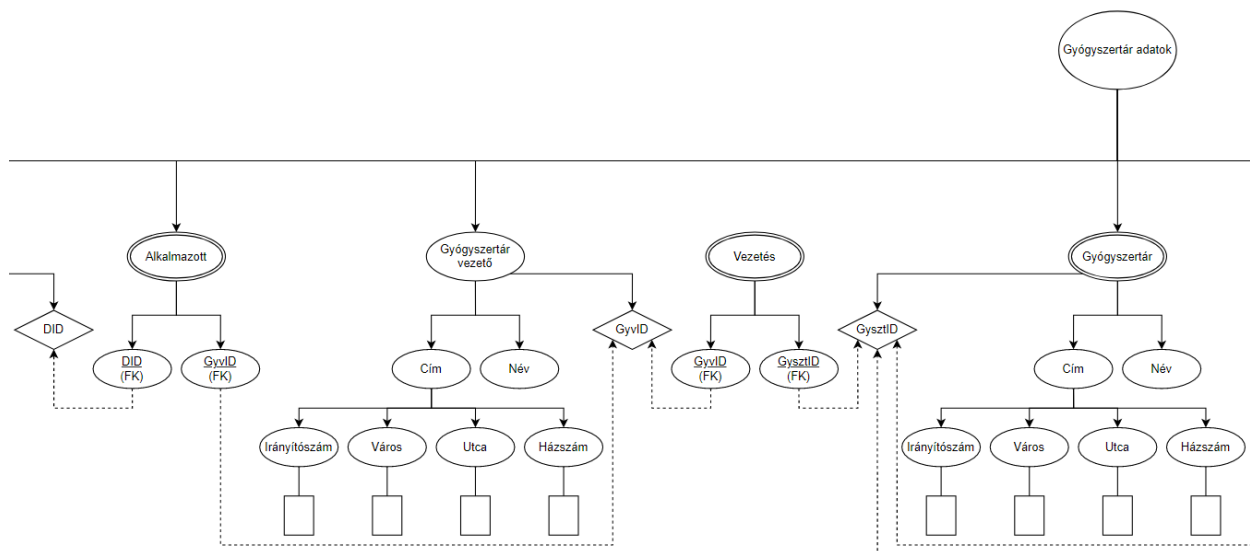 Gyógyszertár adatok
Alkalmazott
Gyógyszertár
vezető
Vezetés
Gyógyszertár
DID
DID
(FK)
GyvID
(FK)
Cím
Név
GyvID
GyvID
(FK)
GysztID
(FK)
GysztID
Cím
Név
Irányítószám
Város
Utca
Házszám
Irányítószám
Város
Utca
Házszám